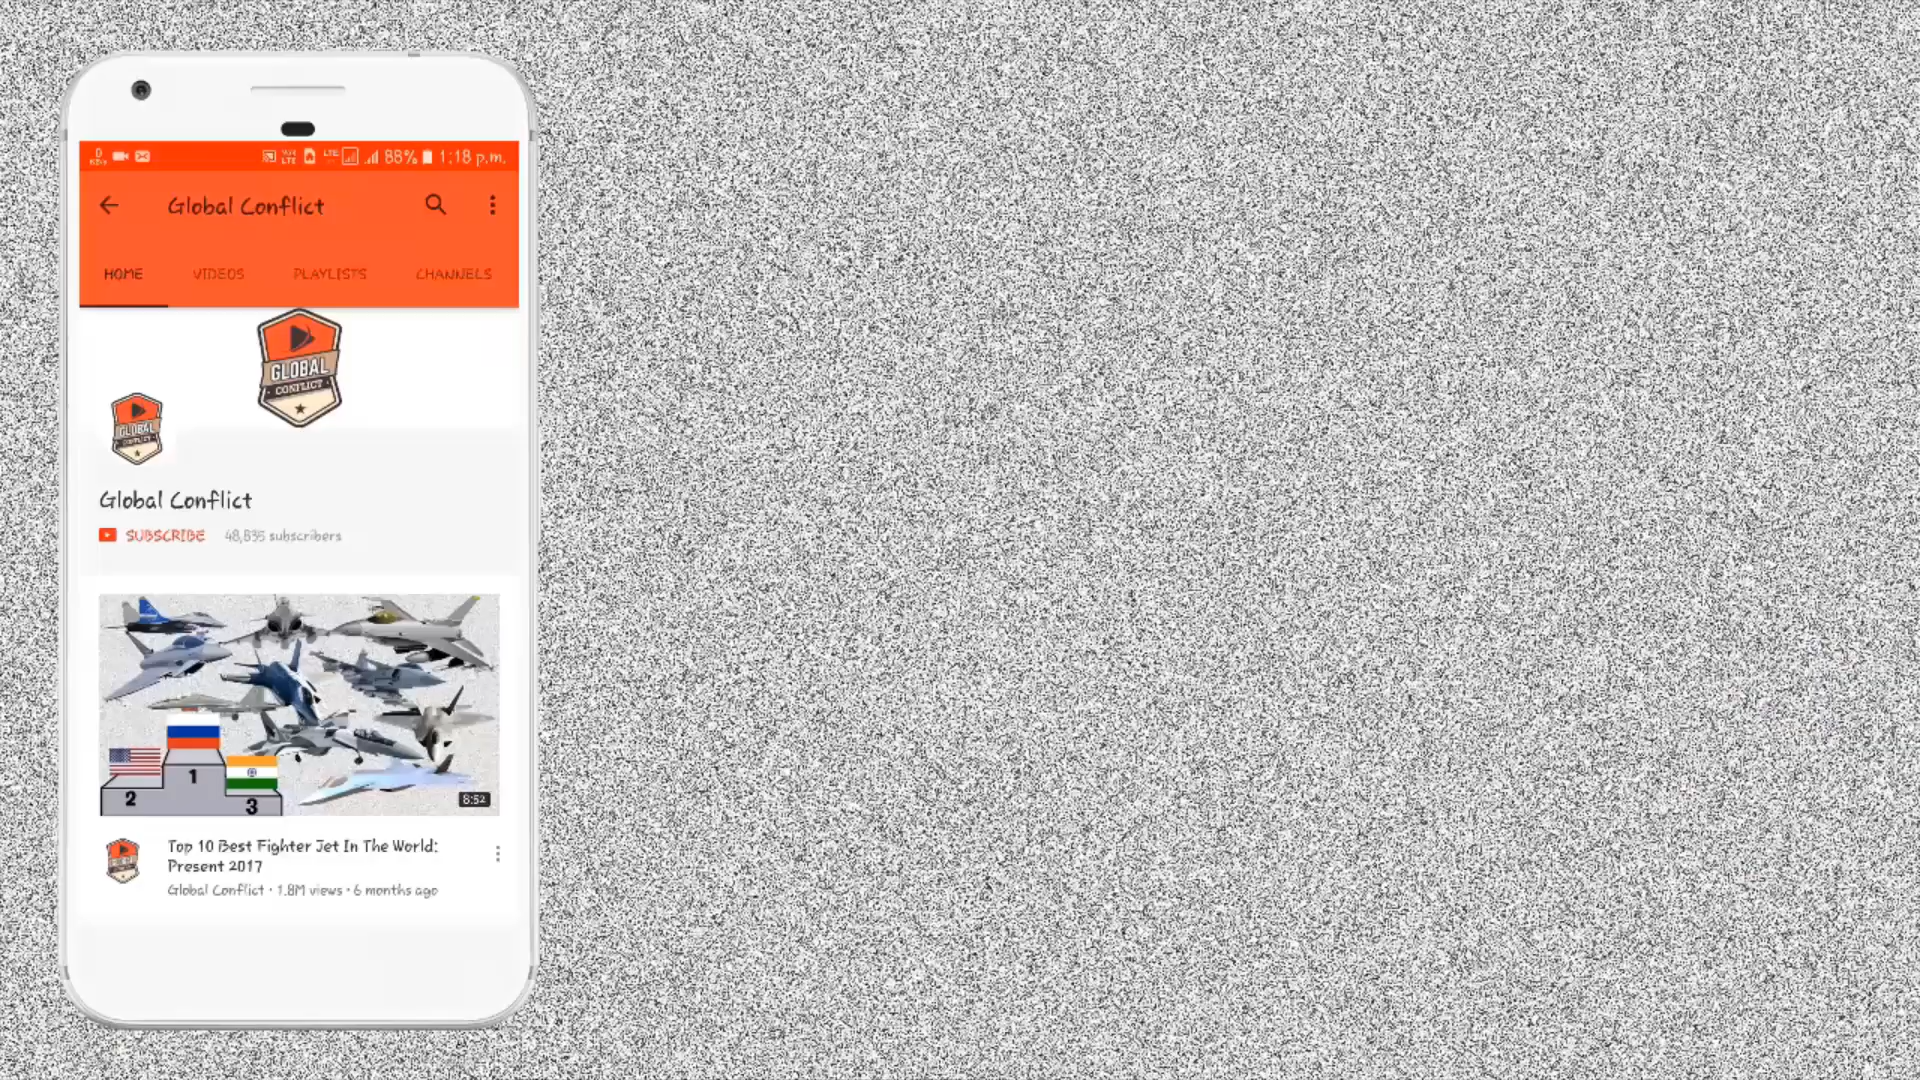 88% 1:18 p.m.
Global Conflict
HOME VIDEOS PLAYLISTS CHANNELS
GLOBAL
CONFLICT
GLOBAL
CONFLICT
Global Conflict
SUBSCRIBE 48,835 subscribers
1
2
3
8:52
Top 10 Best Fighter Jet In The World:
Present 2017
Global Conflict • 1.8M views • 6 months ago